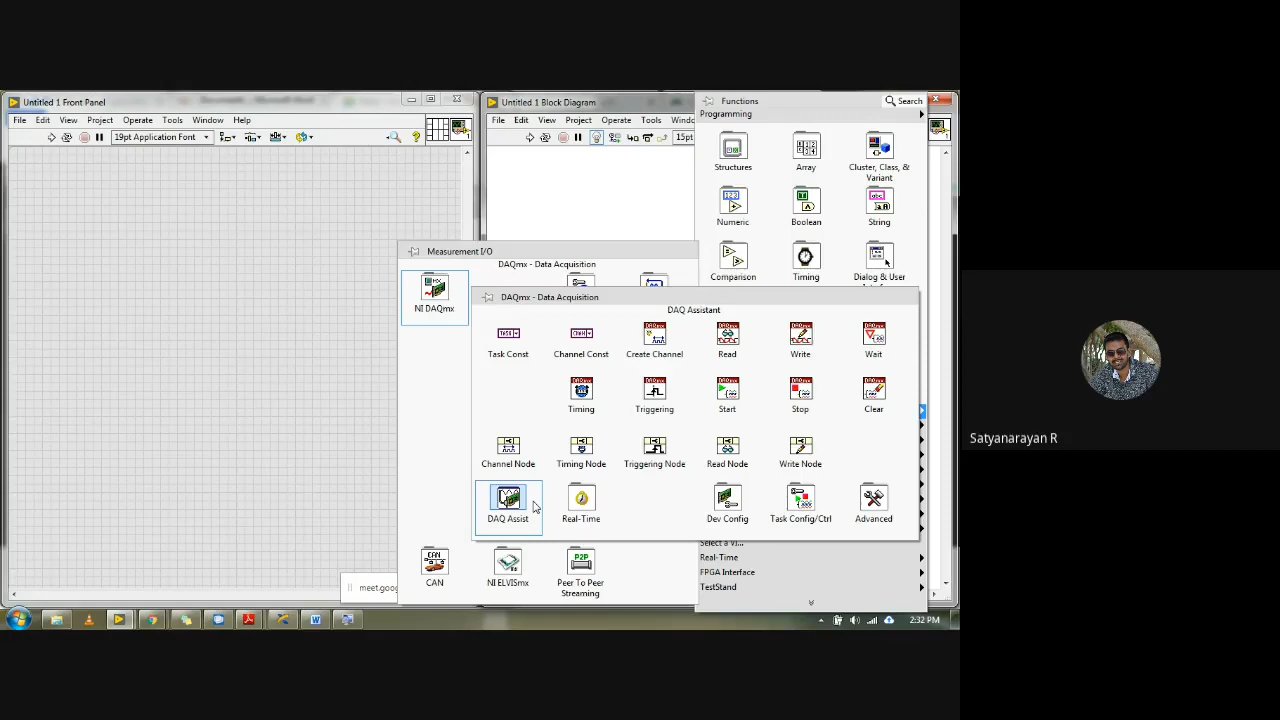 Untitled 1 Front Panel
File Edit View Project Operate Tools Window Help
19pt Application Font
Untitled 1 Block Diagram
File Edit View Project Operate Tools
15pt
Functions
Search
Programming
Structures Array Cluster, Class, & Variant
Numeric Boolean String
Comparison Timing Dialog & User
Measurement I/O
DAQmx - Data Acquisition
NI DAQmx
DAQmx - Data Acquisition
DAQ Assistant
Task Const Channel Const Create Channel Read Write Wait
Timing Triggering Start Stop Clear
Channel Node Timing Node Triggering Node Read Node Write Node
DAQ Assist Real-Time Dev Config Task Config/Ctrl Advanced
Select a VI...
Real-Time
FPGA Interface
TestStand
CAN NI ELVISmx Peer To Peer Streaming
meet.goog
2:32 PM
Satyanarayan R